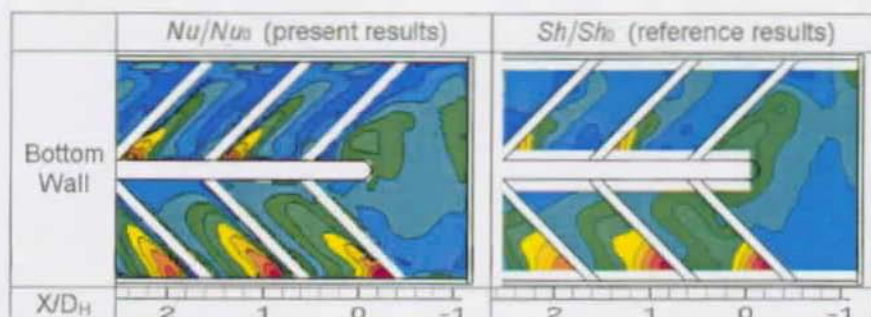 Nu/Nu₀ (present results) Sh/Sh₀ (reference results)
Bottom
Wall
X/D_H 2 1 0 -1 2 1 0 -1